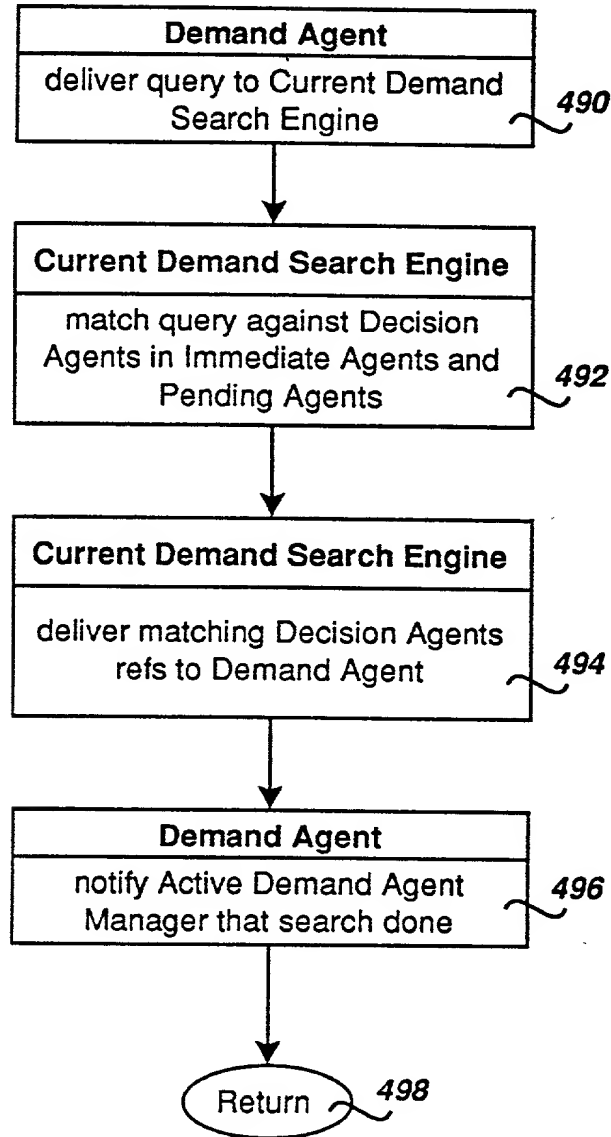 Demand Agent
deliver query to Current Demand
Search Engine
490
Current Demand Search Engine
match query against Decision
Agents in Immediate Agents and
Pending Agents
492
Current Demand Search Engine
deliver matching Decision Agents
refs to Demand Agent
494
Demand Agent
notify Active Demand Agent
Manager that search done
496
Return
498